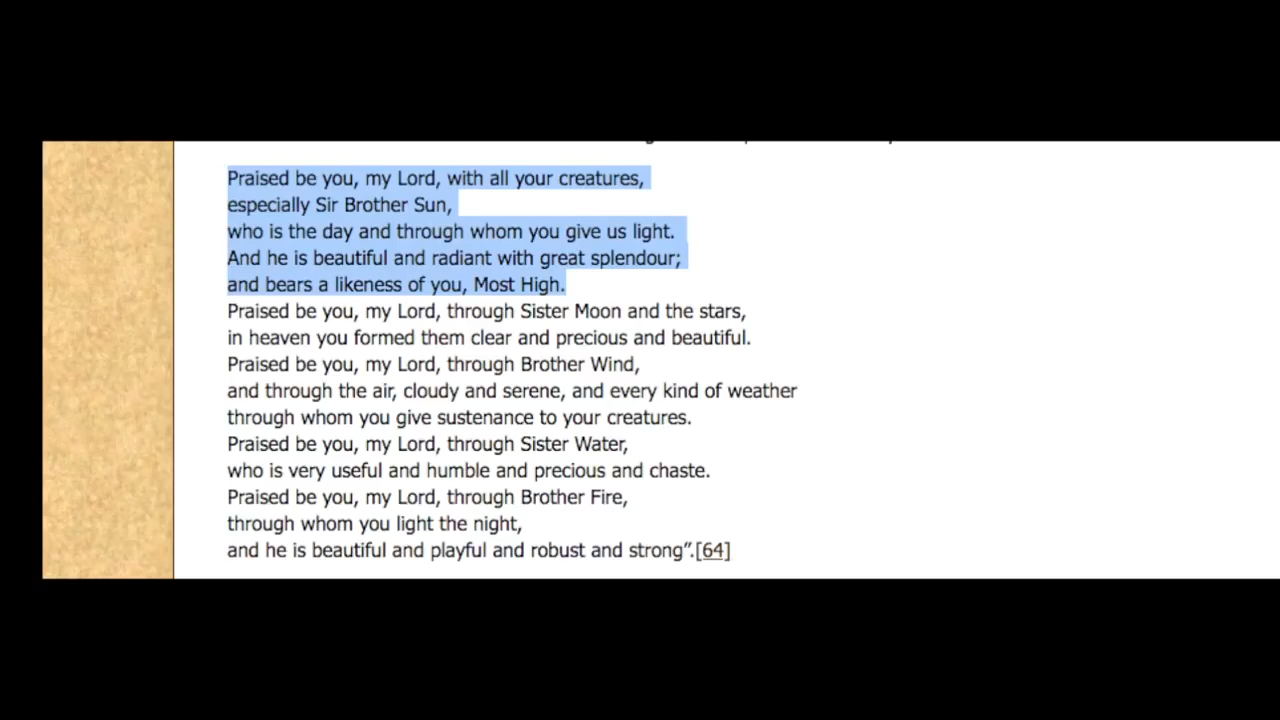 Praised be you, my Lord, with all your creatures,
especially Sir Brother Sun,
who is the day and through whom you give us light.
And he is beautiful and radiant with great splendour;
and bears a likeness of you, Most High.
Praised be you, my Lord, through Sister Moon and the stars,
in heaven you formed them clear and precious and beautiful.
Praised be you, my Lord, through Brother Wind,
and through the air, cloudy and serene, and every kind of weather
through whom you give sustenance to your creatures.
Praised be you, my Lord, through Sister Water,
who is very useful and humble and precious and chaste.
Praised be you, my Lord, through Brother Fire,
through whom you light the night,
and he is beautiful and playful and robust and strong”.[64]